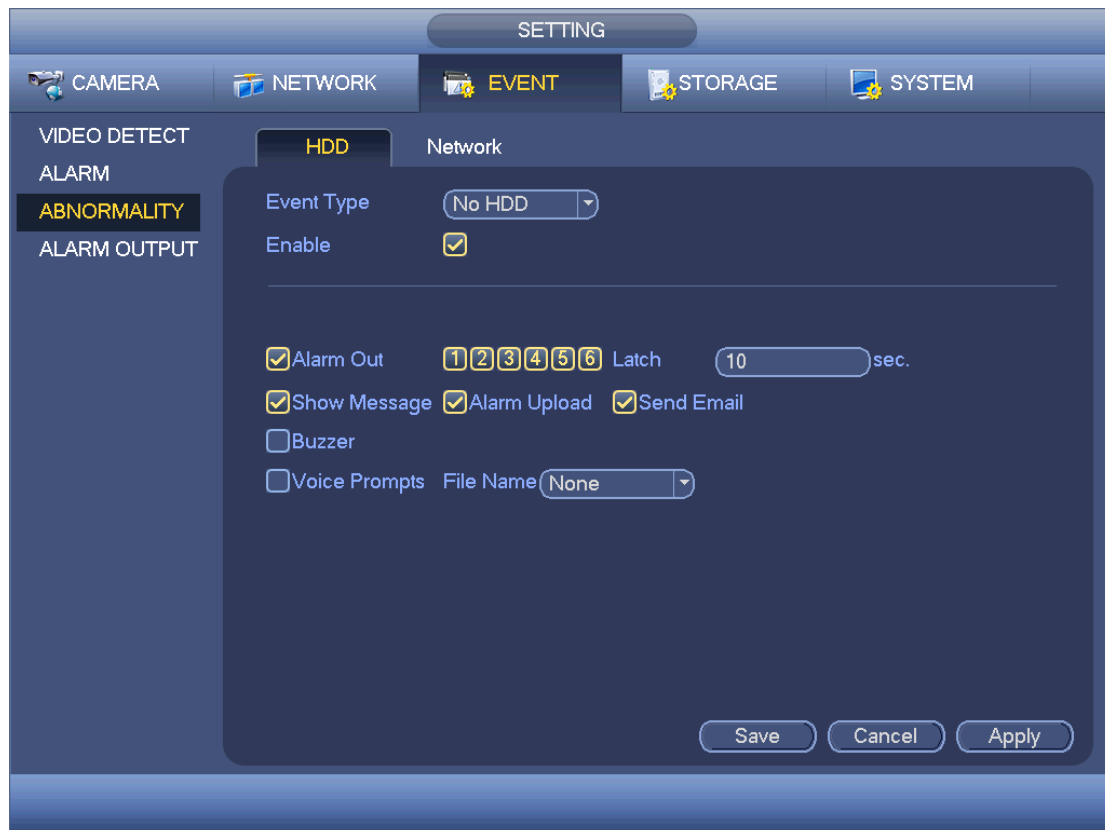 SETTING
CAMERA NETWORK EVENT STORAGE SYSTEM
VIDEO DETECT
ALARM
ABNORMALITY
ALARM OUTPUT
HDD Network
Event Type No HDD
Enable
Alarm Out 1 2 3 4 5 6 Latch 10 sec.
Show Message Alarm Upload Send Email
Buzzer
Voice Prompts File Name None
Save Cancel Apply